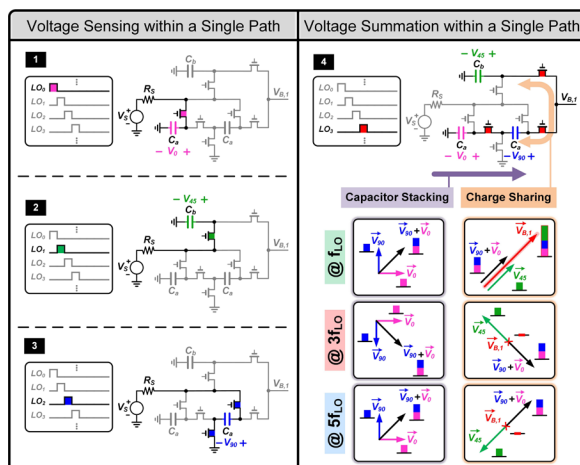 Voltage Sensing within a Single Path
Voltage Summation within a Single Path
1
LO0
LO1
LO2
LO3
VS
RS
Cb
Ca
Ca
- V0 +
VB,1
2
LO0
LO1
LO2
LO3
VS
RS
- V45 +
Cb
Ca
Ca
VB,1
3
LO0
LO1
LO2
LO3
VS
RS
Cb
Ca
Ca
- V90 +
VB,1
4
LO0
LO1
LO2
LO3
- V45 +
Cb
RS
VS
Ca
Ca
- V0 +
-V90 +
VB,1
Capacitor Stacking
Charge Sharing
@ fLO
V90
V90 + V0
V0
VB,1
V90 +
V0
V45
@ 3fLO
V0
V90
V90 + V0
V45
VB,1
V90 + V0
@ 5fLO
V90
V90 + V0
V0
V90 + V0
VB,1
V45